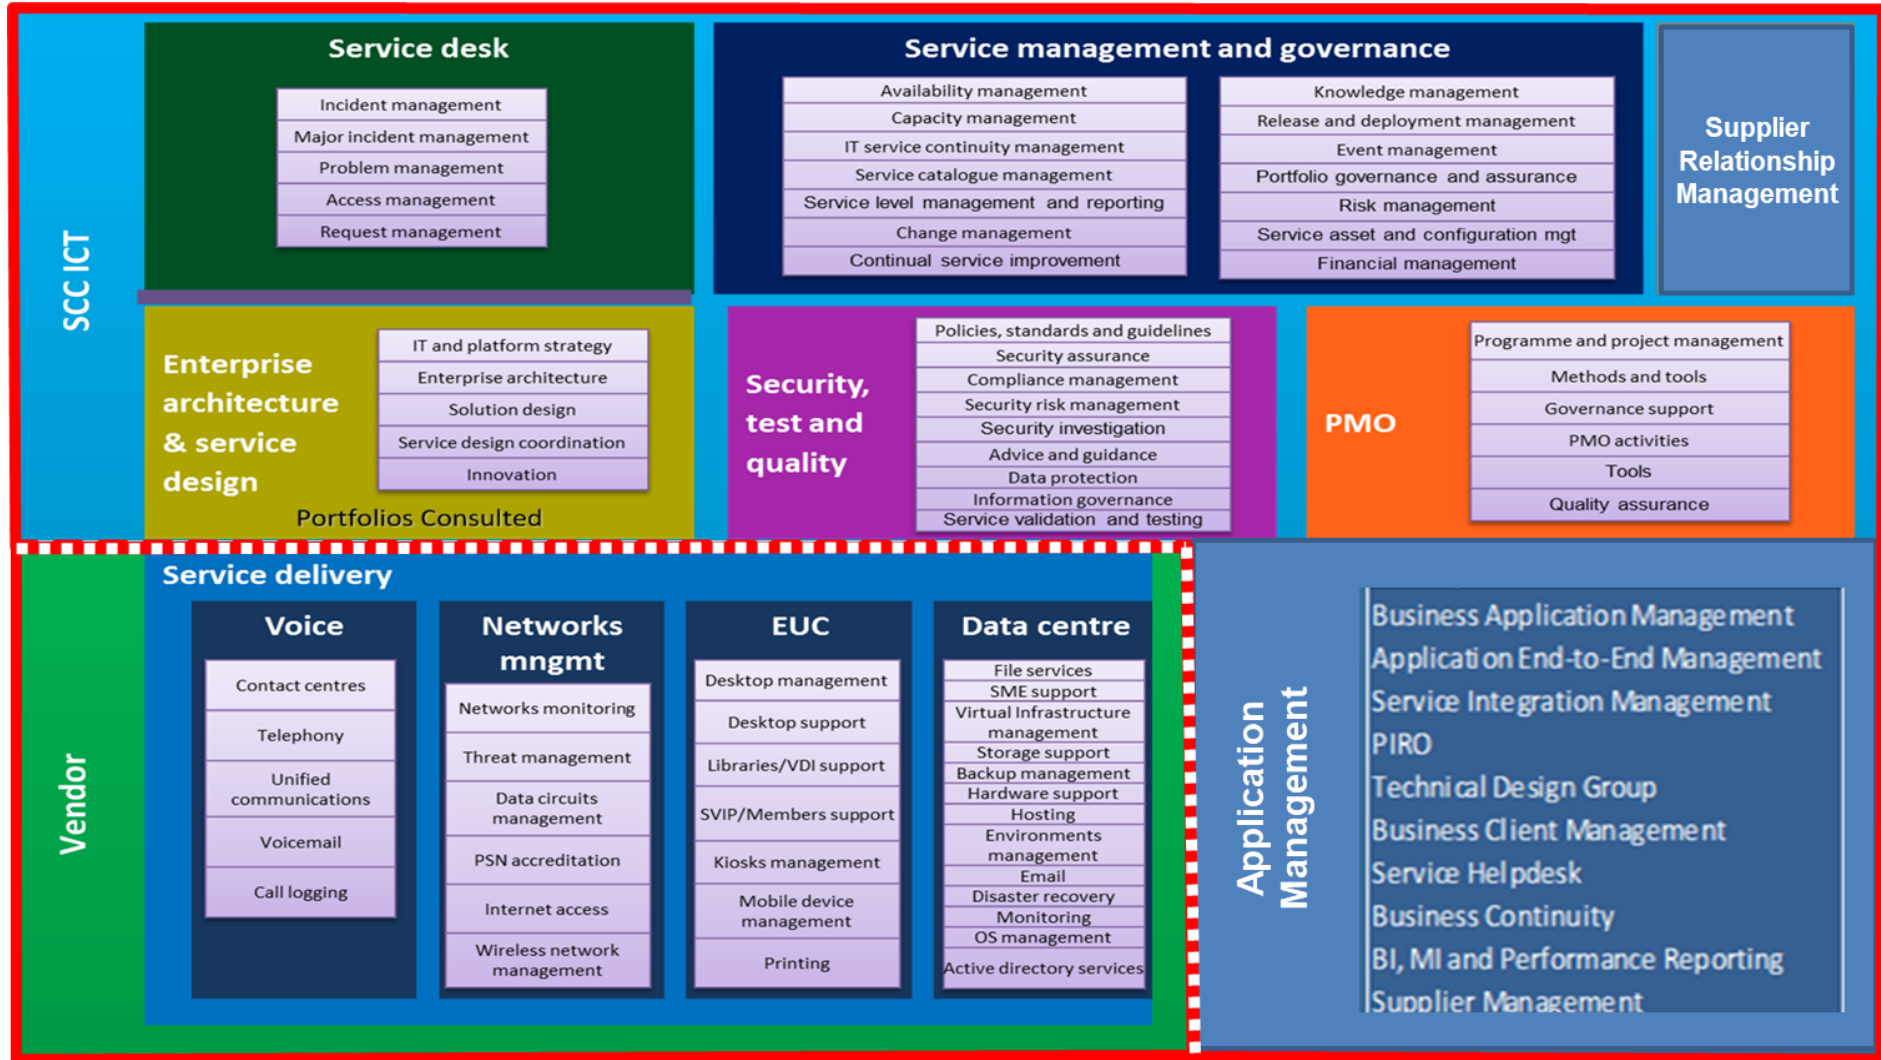 SCC ICT
Service desk
Incident management
Major incident management
Problem management
Access management
Request management
Service management and governance
Availability management
Capacity management
IT service continuity management
Service catalogue management
Service level management and reporting
Change management
Continual service improvement
Knowledge management
Release and deployment management
Event management
Portfolio governance and assurance
Risk management
Service asset and configuration mgt
Financial management
Supplier
Relationship
Management
Enterprise
architecture
& service
design
IT and platform strategy
Enterprise architecture
Solution design
Service design coordination
Innovation
Portfolios Consulted
Security,
test and
quality
Policies, standards and guidelines
Security assurance
Compliance management
Security risk management
Security investigation
Advice and guidance
Data protection
Information governance
Service validation and testing
PMO
Programme and project management
Methods and tools
Governance support
PMO activities
Tools
Quality assurance
Vendor
Service delivery
Voice
Contact centres
Telephony
Unified
communications
Voicemail
Call logging
Networks
mngmt
Networks monitoring
Threat management
Data circuits
management
PSN accreditation
Internet access
Wireless network
management
EUC
Desktop management
Desktop support
Libraries/VDI support
SVIP/Members support
Kiosks management
Mobile device
management
Printing
Data centre
File services
SME support
Virtual Infrastructure
management
Storage support
Backup management
Hardware support
Hosting
Environments
management
Email
Disaster recovery
Monitoring
OS management
Active directory services
Application
Management
Business Application Management
Application End-to-End Management
Service Integration Management
PIRO
Technical Design Group
Business Client Management
Service Helpdesk
Business Continuity
BI, MI and Performance Reporting
Supplier Management